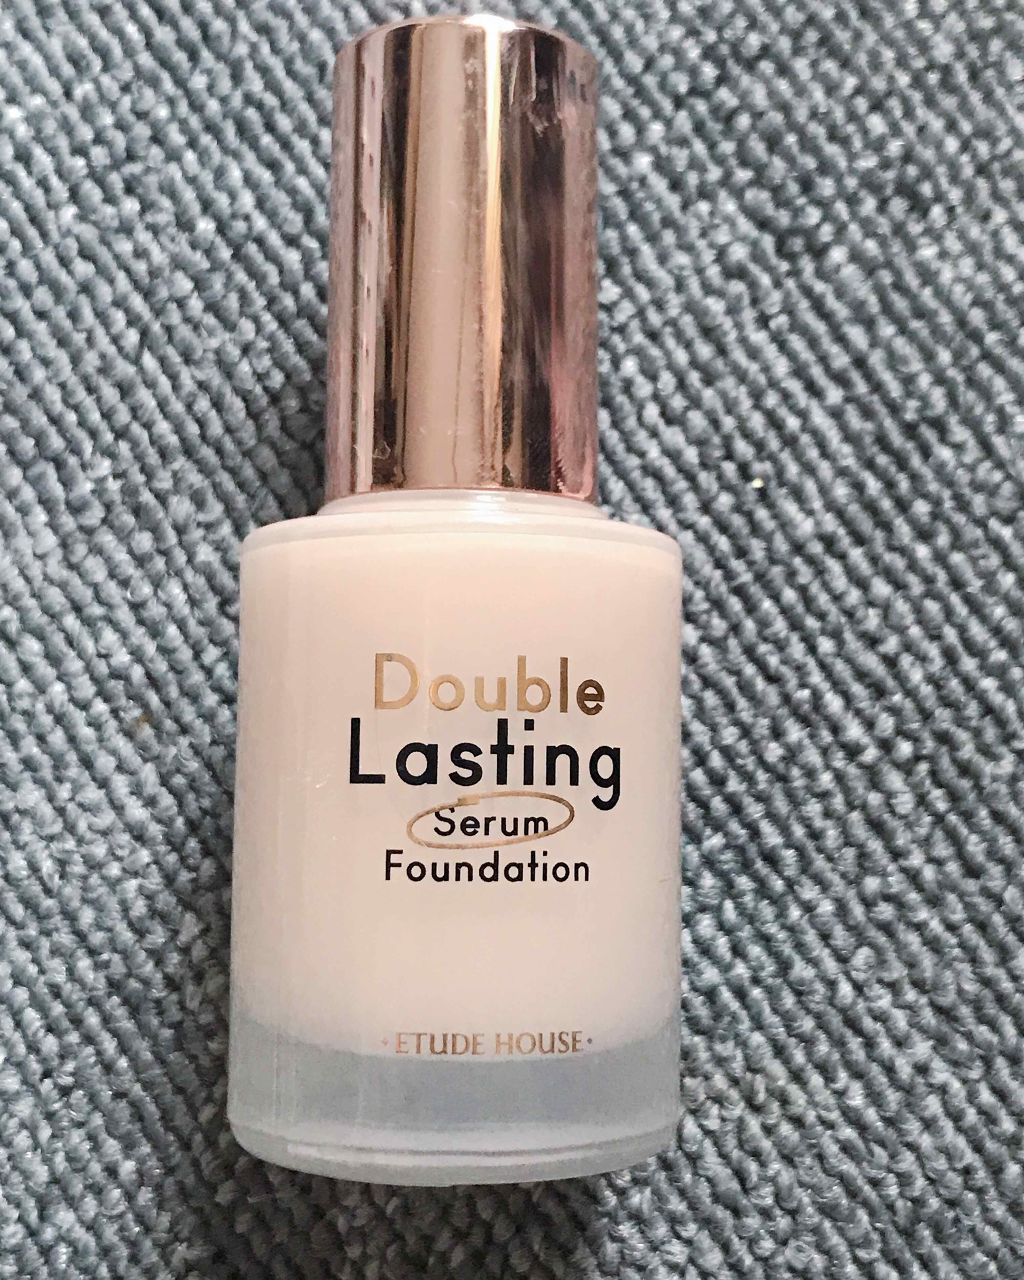 Double
Lasting
Serum
Foundation
·ETUDE HOUSE·